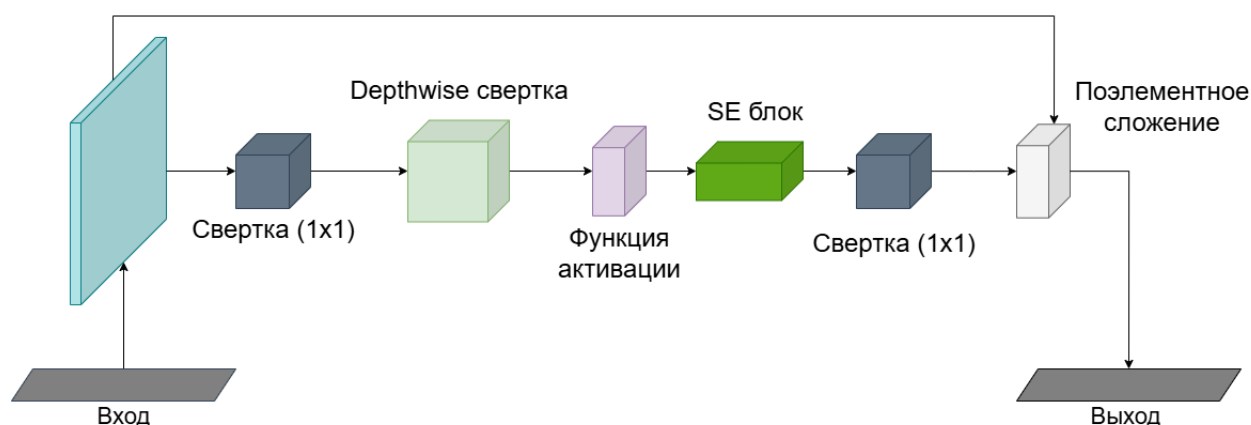 Depthwise свертка
SE блок
Поэлементное
сложение
Свертка (1x1)
Функция
активации
Свертка (1x1)
Вход
Выход